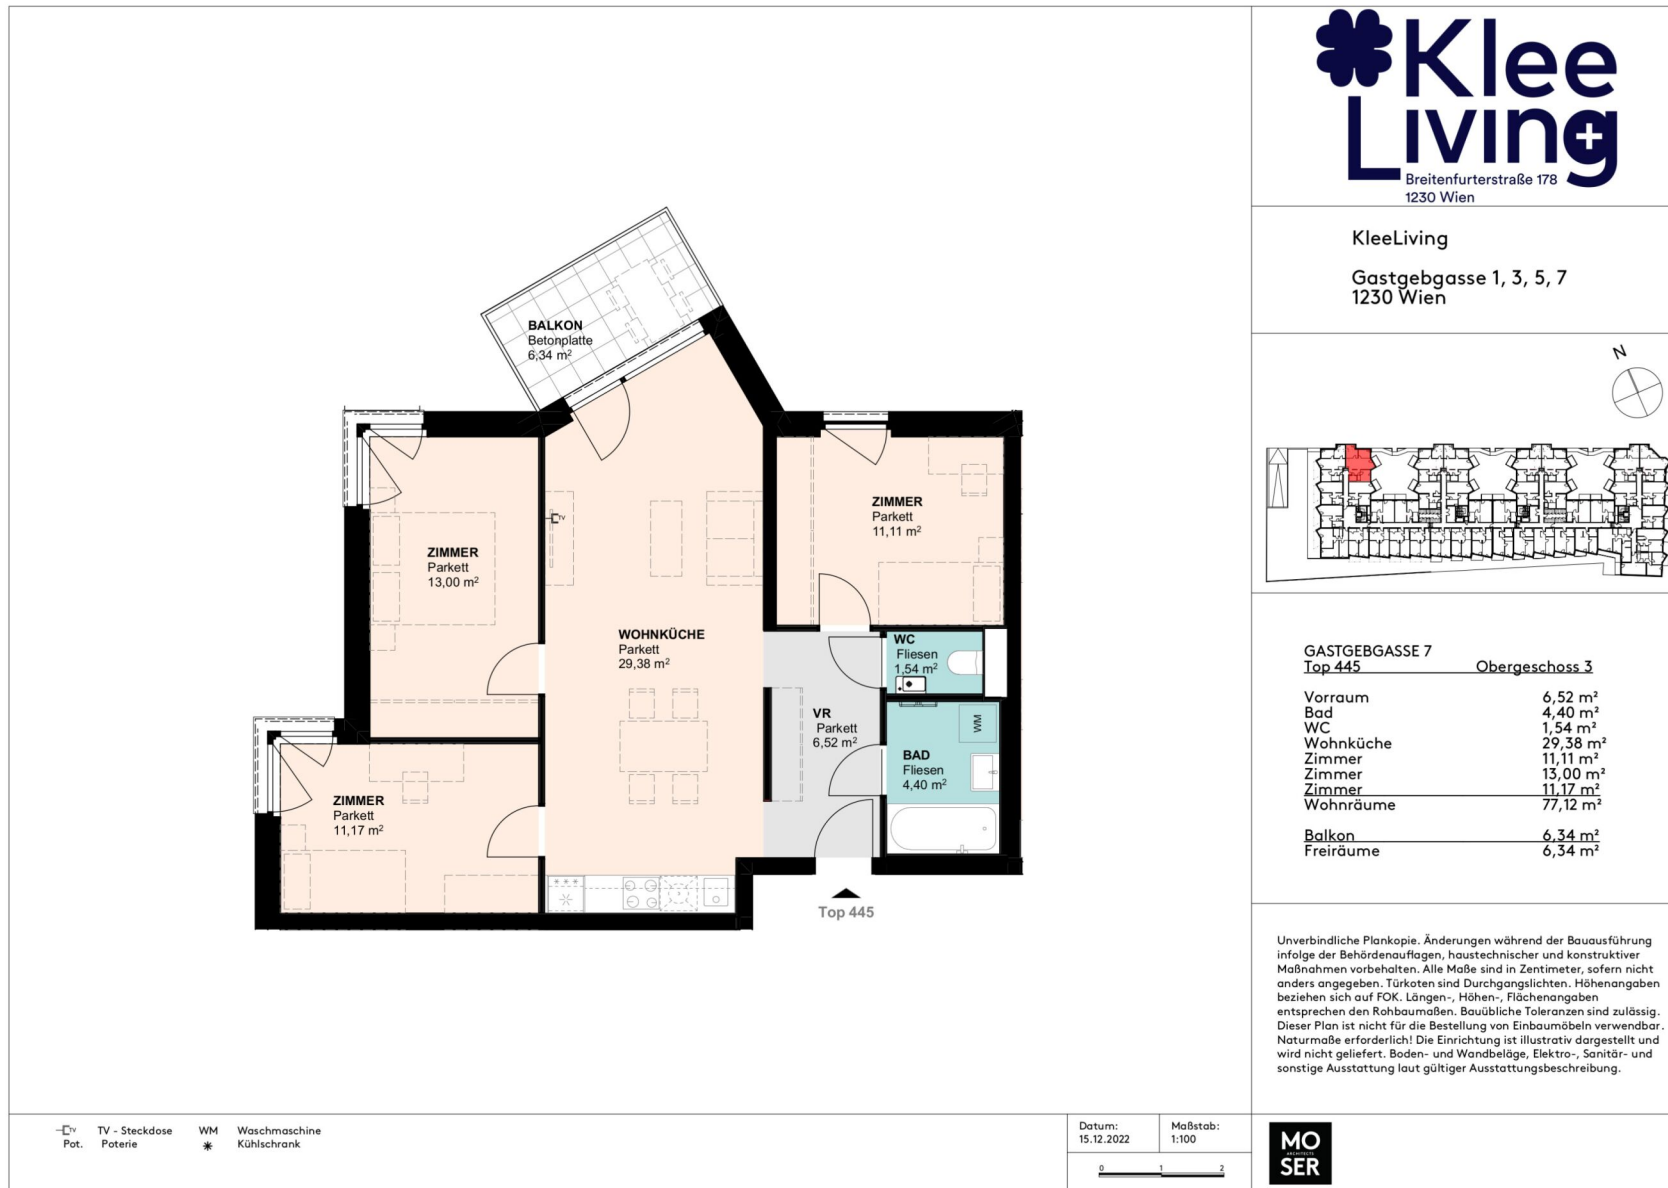 Klee
Living
Breitenfurterstraße 178
1230 Wien
KleeLiving
Gastgebgasse 1, 3, 5, 7
1230 Wien
N
BALKON
Betonplatte
6,34 m²
ZIMMER
Parkett
13,00 m²
TV
WOHNKÜCHE
Parkett
29,38 m²
ZIMMER
Parkett
11,11 m²
WC
Fliesen
1,54 m²
VR
Parkett
6,52 m²
WM
BAD
Fliesen
4,40 m²
ZIMMER
Parkett
11,17 m²
Top 445
GASTGEBGASSE 7
Top 445 Obergeschoss 3
Vorraum 6,52 m²
Bad 4,40 m²
WC 1,54 m²
Wohnküche 29,38 m²
Zimmer 11,11 m²
Zimmer 13,00 m²
Zimmer 11,17 m²
Wohnräume 77,12 m²
Balkon 6,34 m²
Freiräume 6,34 m²
Unverbindliche Plankopie. Änderungen während der Bauausführung
infolge der Behördenauflagen, haustechnischer und konstruktiver
Maßnahmen vorbehalten. Alle Maße sind in Zentimeter, sofern nicht
anders angegeben. Türkoten sind Durchgangslichten. Höhenangaben
beziehen sich auf FOK. Längen-, Höhen-, Flächenangaben
entsprechen den Rohbaumaßen. Bauübliche Toleranzen sind zulässig.
Dieser Plan ist nicht für die Bestellung von Einbaumöbeln verwendbar.
Naturmaße erforderlich! Die Einrichtung ist illustrativ dargestellt und
wird nicht geliefert. Boden- und Wandbeläge, Elektro-, Sanitär- und
sonstige Ausstattung laut gültiger Ausstattungsbeschreibung.
TV TV - Steckdose WM Waschmaschine
Pot. Poterie Kühlschrank
Datum: Maßstab:
15.12.2022 1:100
0 1 2
MO
ARCHITECTS
SER